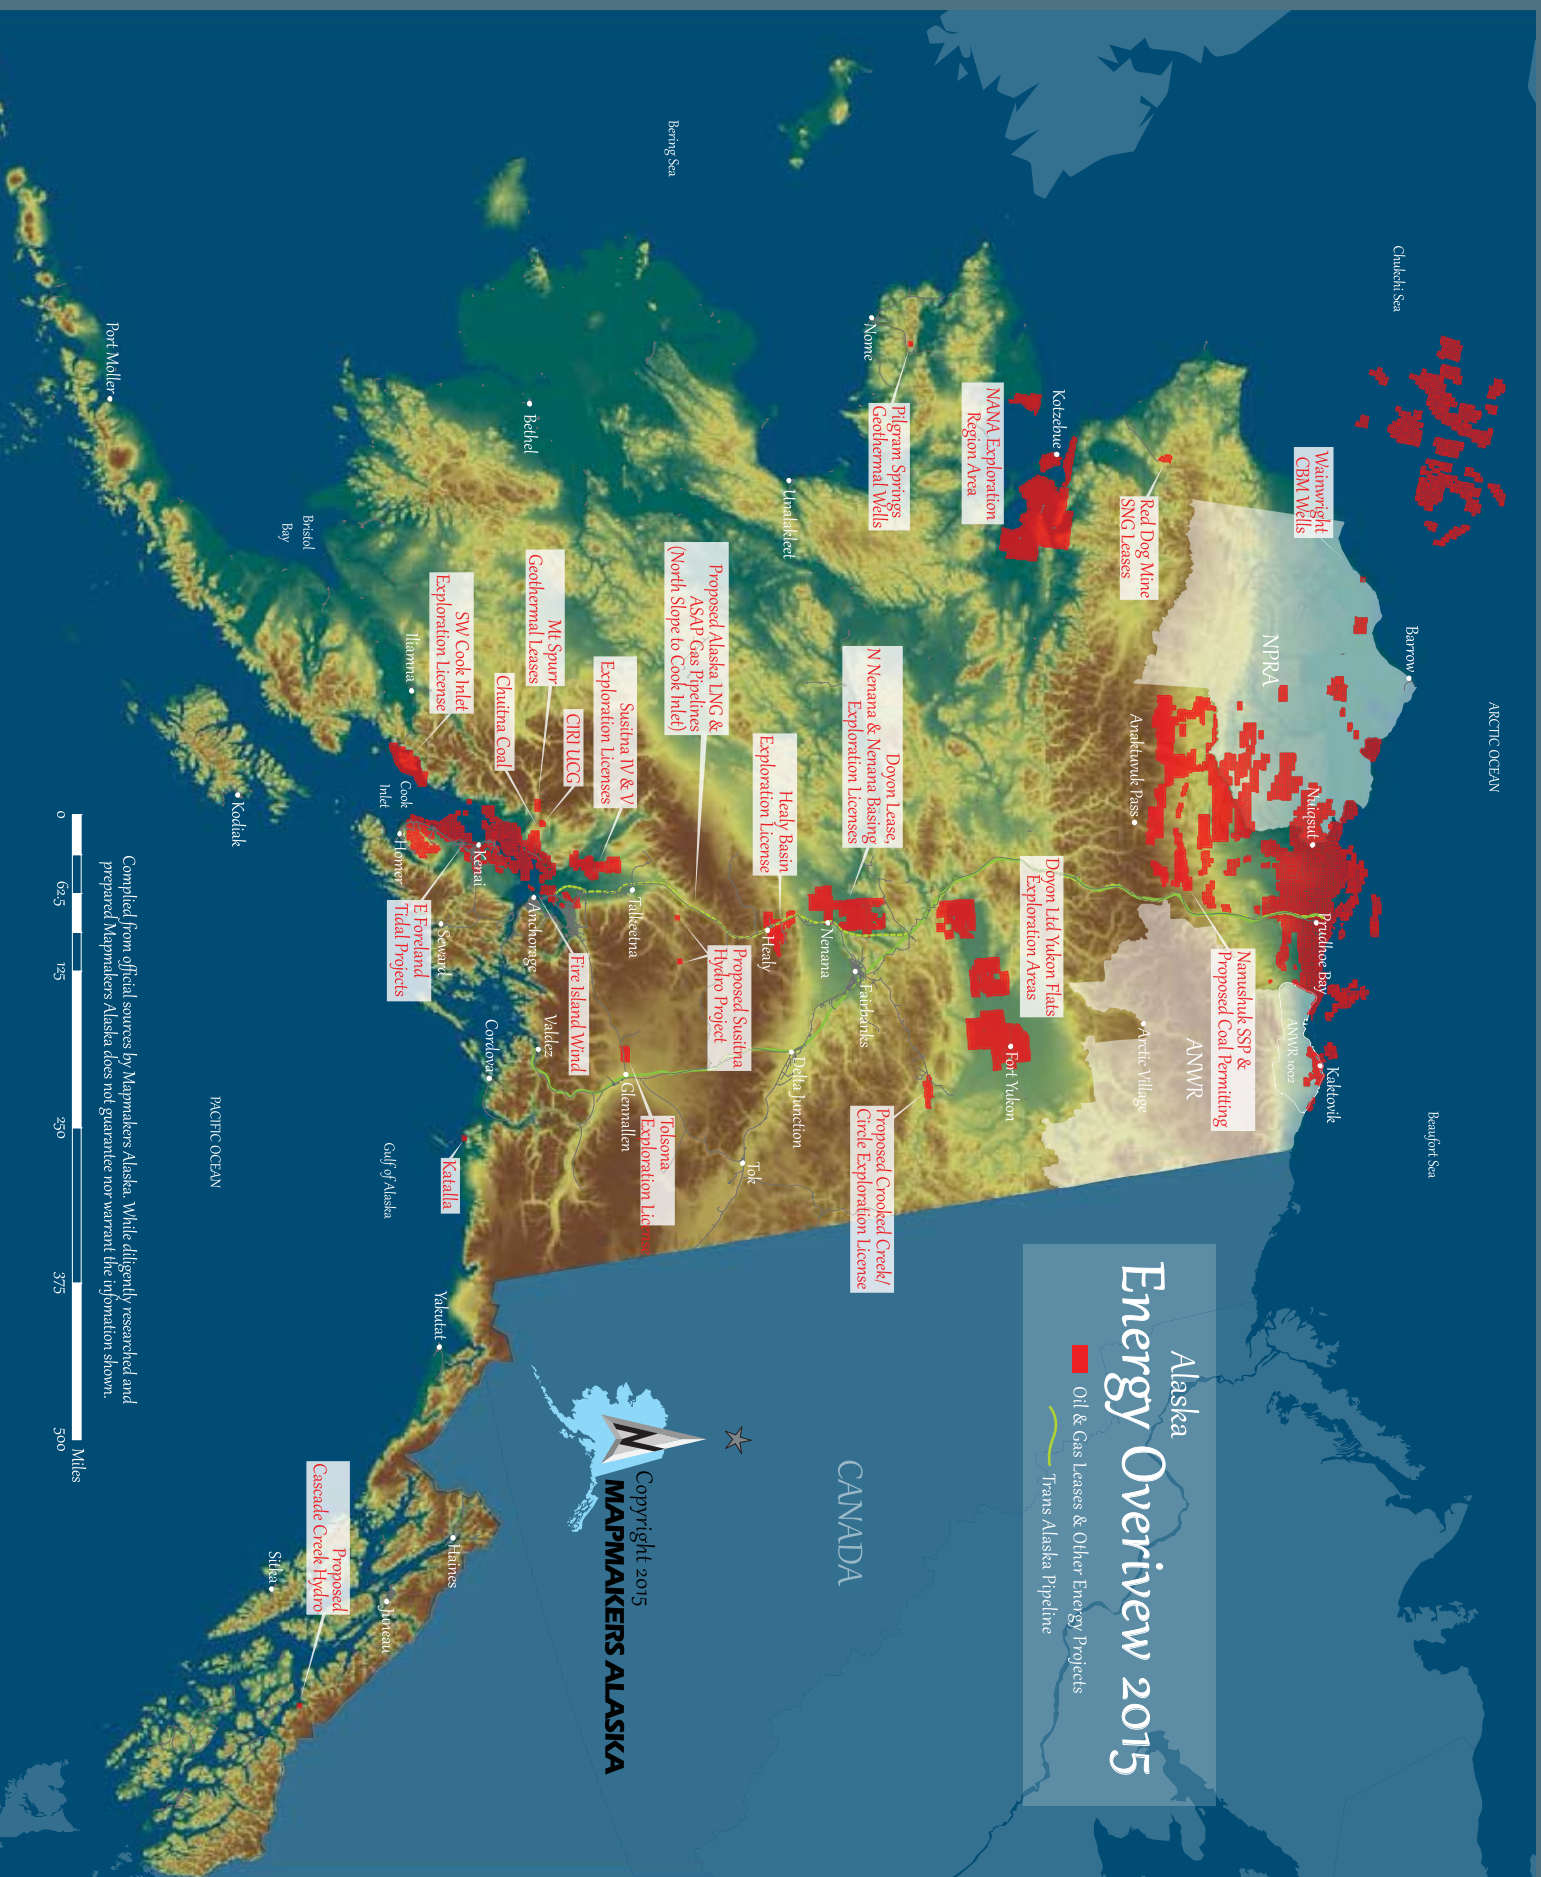 Alaska
Energy Overivew 2015
Oil & Gas Leases & Other Energy Projects
Trans Alaska Pipeline
ARCTIC OCEAN
Chukchi Sea
Beaufort Sea
Barrow
Wainwright
CBM Wells
NPRA
Nuiqsut
Prudhoe Bay
Kaktovik
ANWR 1002
Nanushuk SSP &
Proposed Coal Permitting
ANWR
Arctic Village
Anaktuvuk Pass
Red Dog Mine
SNG Leases
Kotzebue
NANA Exploration
Region Area
Doyon Ltd Yukon Flats
Exploration Areas
Fort Yukon
Pilgram Springs
Geothermal Wells
Nome
Doyon Lease,
N Nenana & Nenana Basing
Exploration Licenses
Proposed Crooked Creek/
Circle Exploration License
Fairbanks
Nenana
Unalakleet
Healy Basin
Exploration License
Healy
Delta Junction
Tok
Proposed Alaska LNG &
ASAP Gas Pipelines
(North Slope to Cook Inlet)
Proposed Susitna
Hydro Project
Bering Sea
Tolsona
Exploration License
Talkeetna
Glennallen
Susitna IV & V
Exploration Licenses
CIRI UCG
Fire Island Wind
Mt Spurr
Geothermal Leases
Chuitna Coal
Bethel
Anchorage
Valdez
Cordova
Kenai
SW Cook Inlet
Exploration License
Iliamna
Cook
Inlet
Homer
E Foreland
Tidal Projects
Seward
Katalla
Yakutat
Gulf of Alaska
Bristol
Bay
Kodiak
PACIFIC OCEAN
Port Moller
CANADA
N
Copyright 2015
MAPMAKERS ALASKA
Haines
Juneau
Proposed
Cascade Creek Hydro
Sitka
Complied from official sources by Mapmakers Alaska. While diligently researched and
prepared Mapmakers Alaska does not guarantee nor warrant the infomation shown.
0 62.5 125 250 375 500 Miles